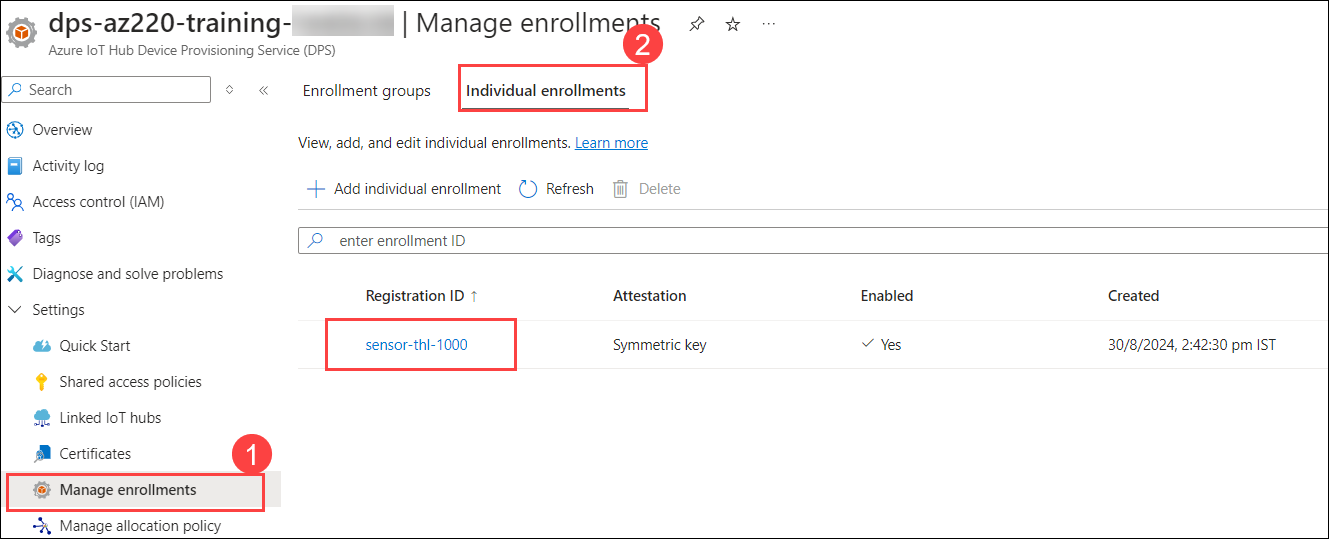 dps-az220-training- | Manage enrollments
Azure IoT Hub Device Provisioning Service (DPS)
2
Search
Enrollment groups
Individual enrollments
Overview
Activity log
Access control (IAM)
Tags
Diagnose and solve problems
Settings
Quick Start
Shared access policies
Linked IoT hubs
Certificates
1
Manage enrollments
Manage allocation policy
View, add, and edit individual enrollments. Learn more
Add individual enrollment Refresh Delete
enter enrollment ID
Registration ID ↑ Attestation Enabled Created
sensor-thl-1000 Symmetric key Yes 30/8/2024, 2:42:30 pm IST